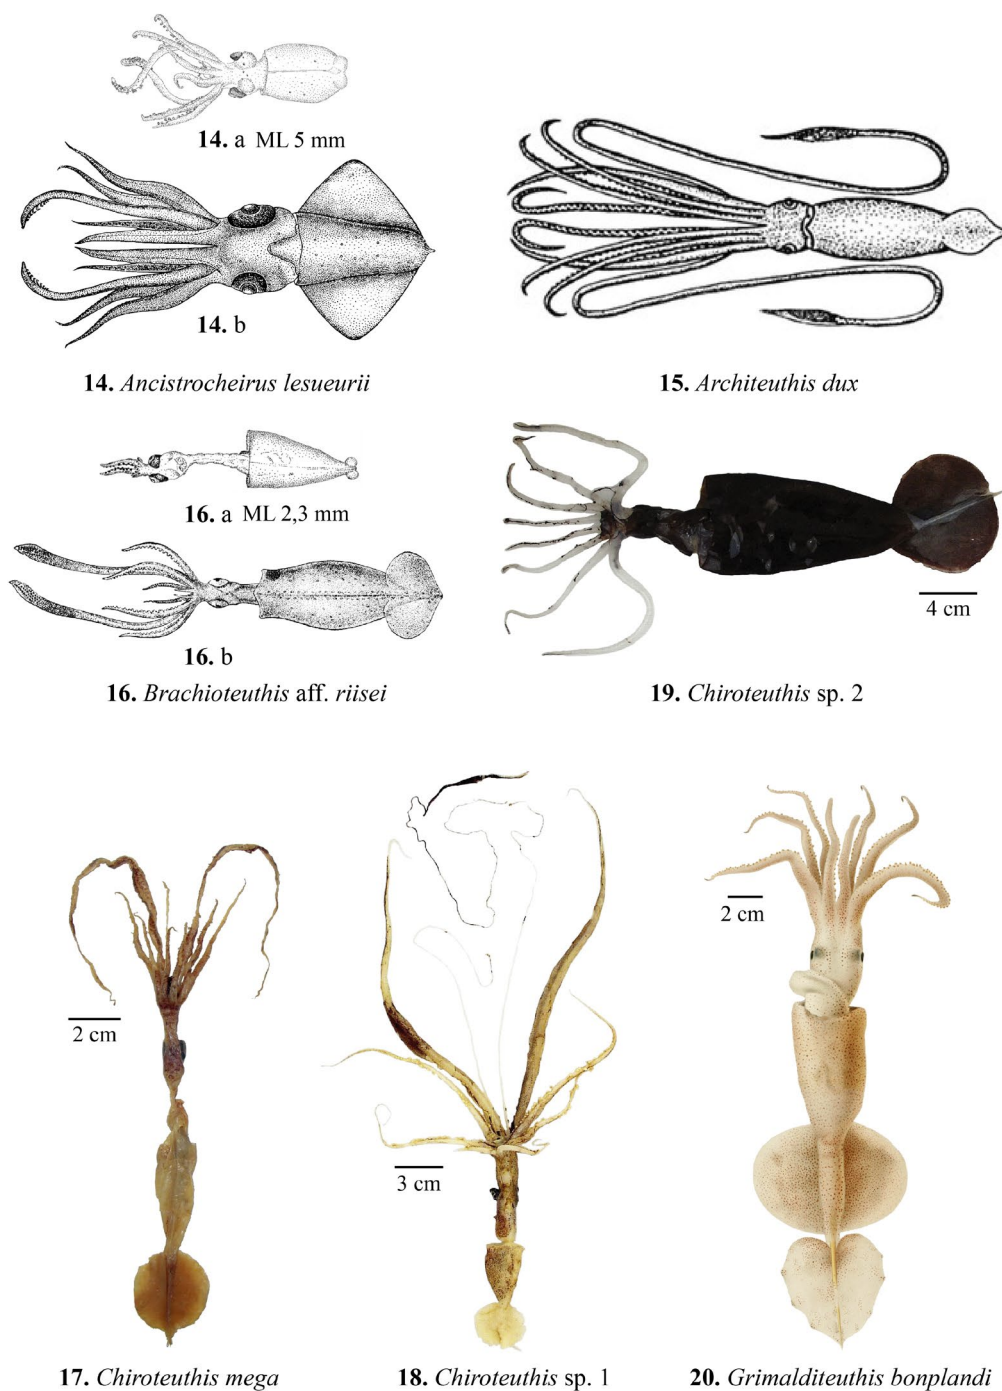 14. a ML 5 mm
14. b
14. Ancistrocheirus lesueurii
15. Architeuthis dux
16. a ML 2,3 mm
16. b
16. Brachioteuthis aff. riisei
4 cm
19. Chiroteuthis sp. 2
2 cm
17. Chiroteuthis mega
3 cm
18. Chiroteuthis sp. 1
2 cm
20. Grimalditeuthis bonplandi